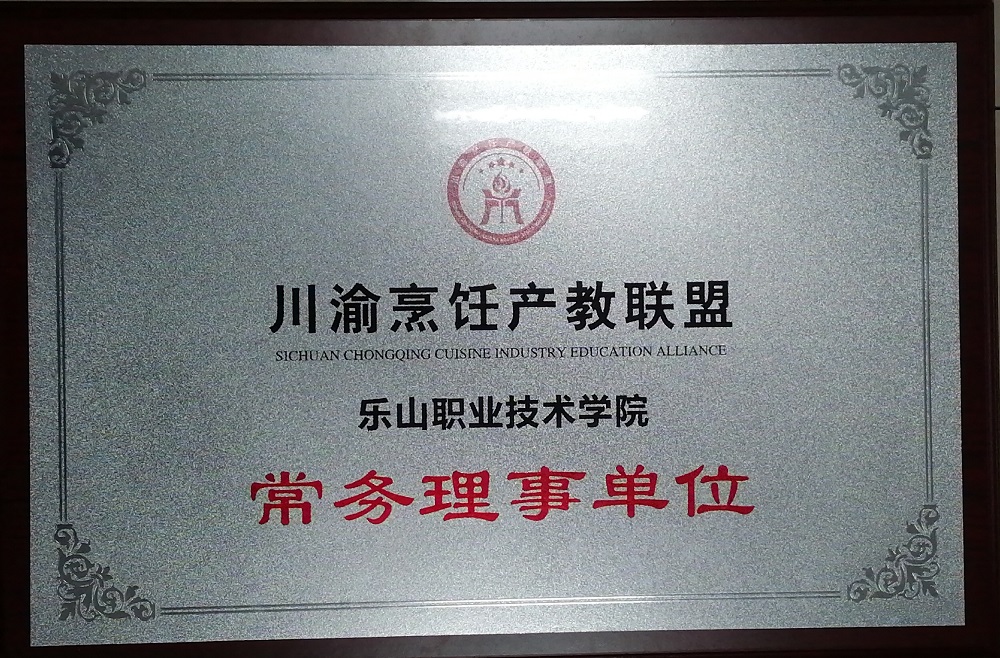 川渝烹饪产教联盟
SICHUAN CHONGQING CUISINE INDUSTRY EDUCATION ALLIANCE
乐山职业技术学院
常务理事单位